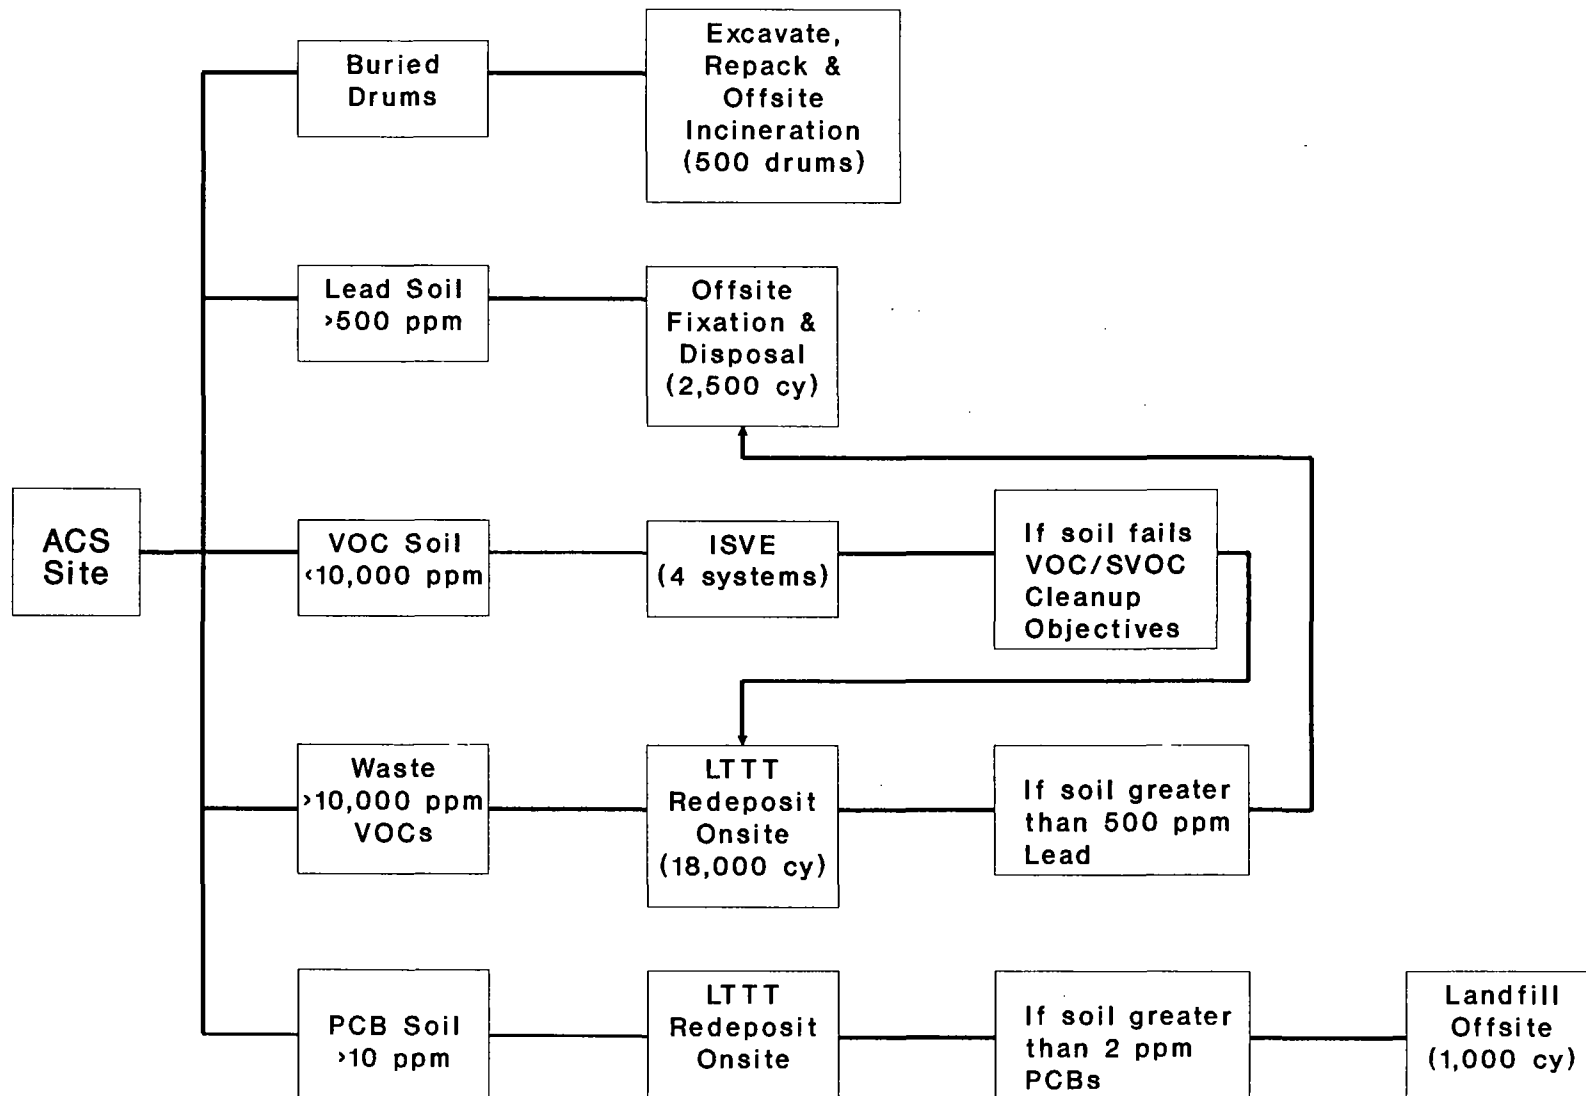 Buried
Drums
Excavate,
Repack &
Offsite
Incineration
(500 drums)
Lead Soil
>500 ppm
Offsite
Fixation &
Disposal
(2,500 cy)
ACS
Site
VOC Soil
<10,000 ppm
ISVE
(4 systems)
If soil fails
VOC/SVOC
Cleanup
Objectives
Waste
>10,000 ppm
VOCs
LTTT
Redeposit
Onsite
(18,000 cy)
If soil greater
than 500 ppm
Lead
PCB Soil
>10 ppm
LTTT
Redeposit
Onsite
If soil greater
than 2 ppm
PCBs
Landfill
Offsite
(1,000 cy)